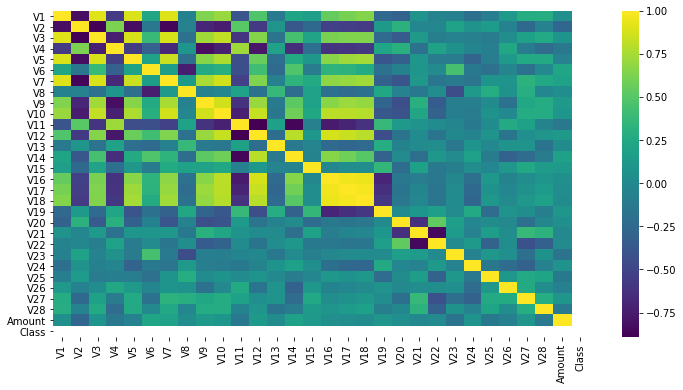 V1
V2
V3
V4
V5
V6
V7
V8
V9
V10
V11
V12
V13
V14
V15
V16
V17
V18
V19
V20
V21
V22
V23
V24
V25
V26
V27
V28
Amount
Class
V1 V2 V3 V4 V5 V6 V7 V8 V9 V10 V11 V12 V13 V14 V15 V16 V17 V18 V19 V20 V21 V22 V23 V24 V25 V26 V27 V28 Amount Class
1.00
0.75
0.50
0.25
0.00
−0.25
−0.50
−0.75